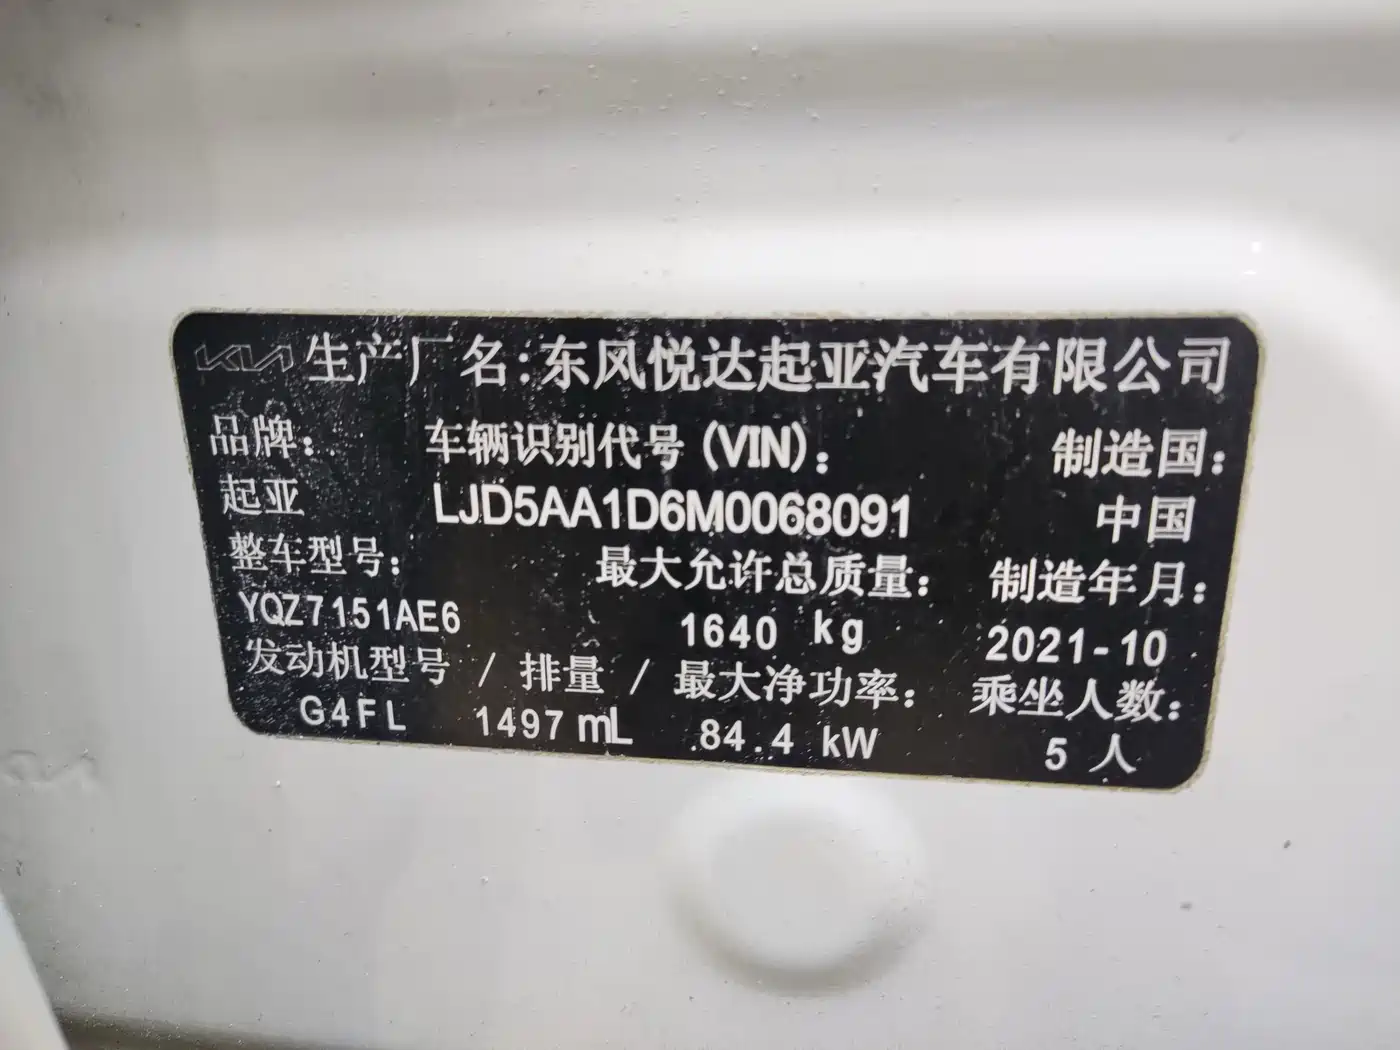 KIA 生产厂名:东风悦达起亚汽车有限公司
品牌: 车辆识别代号(VIN): 制造国:
起亚 LJD5AA1D6M0068091 中国
整车型号: 最大允许总质量: 制造年月:
YQZ7151AE6 1640 kg 2021-10
发动机型号 / 排量 / 最大净功率: 乘坐人数:
G4FL 1497 mL 84.4 kW 5 人